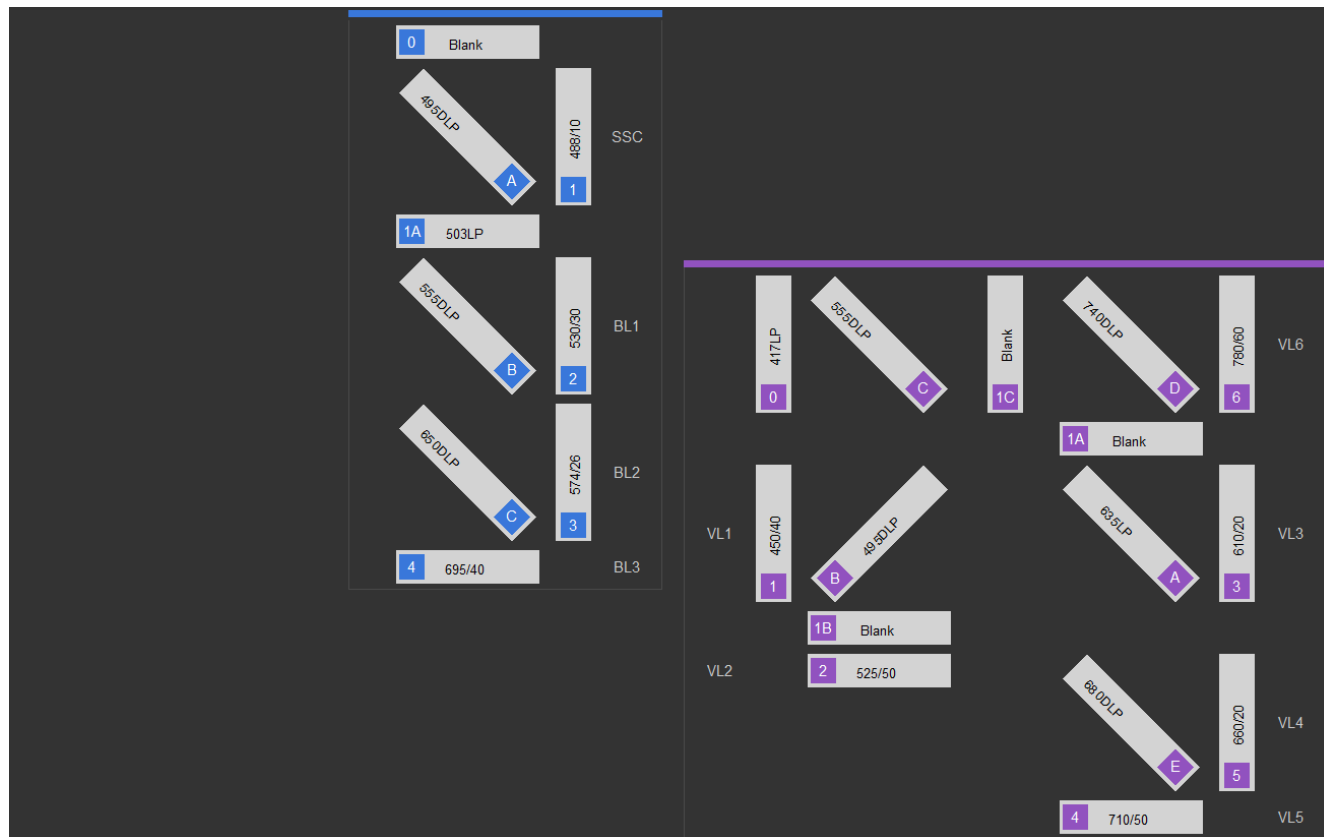 0 Blank
495DLP A
488/10 1
SSC
1A 503LP
555DLP B
530/30 2
BL1
650DLP C
574/26 3
BL2
4 695/40
BL3
417LP 0
555DLP C
Blank 1C
740DLP D
780/60 6
VL6
1A Blank
VL1
450/40 1
495DLP B
635LP A
610/20 3
VL3
1B Blank
VL2
2 525/50
680DLP E
660/20 5
VL4
4 710/50
VL5